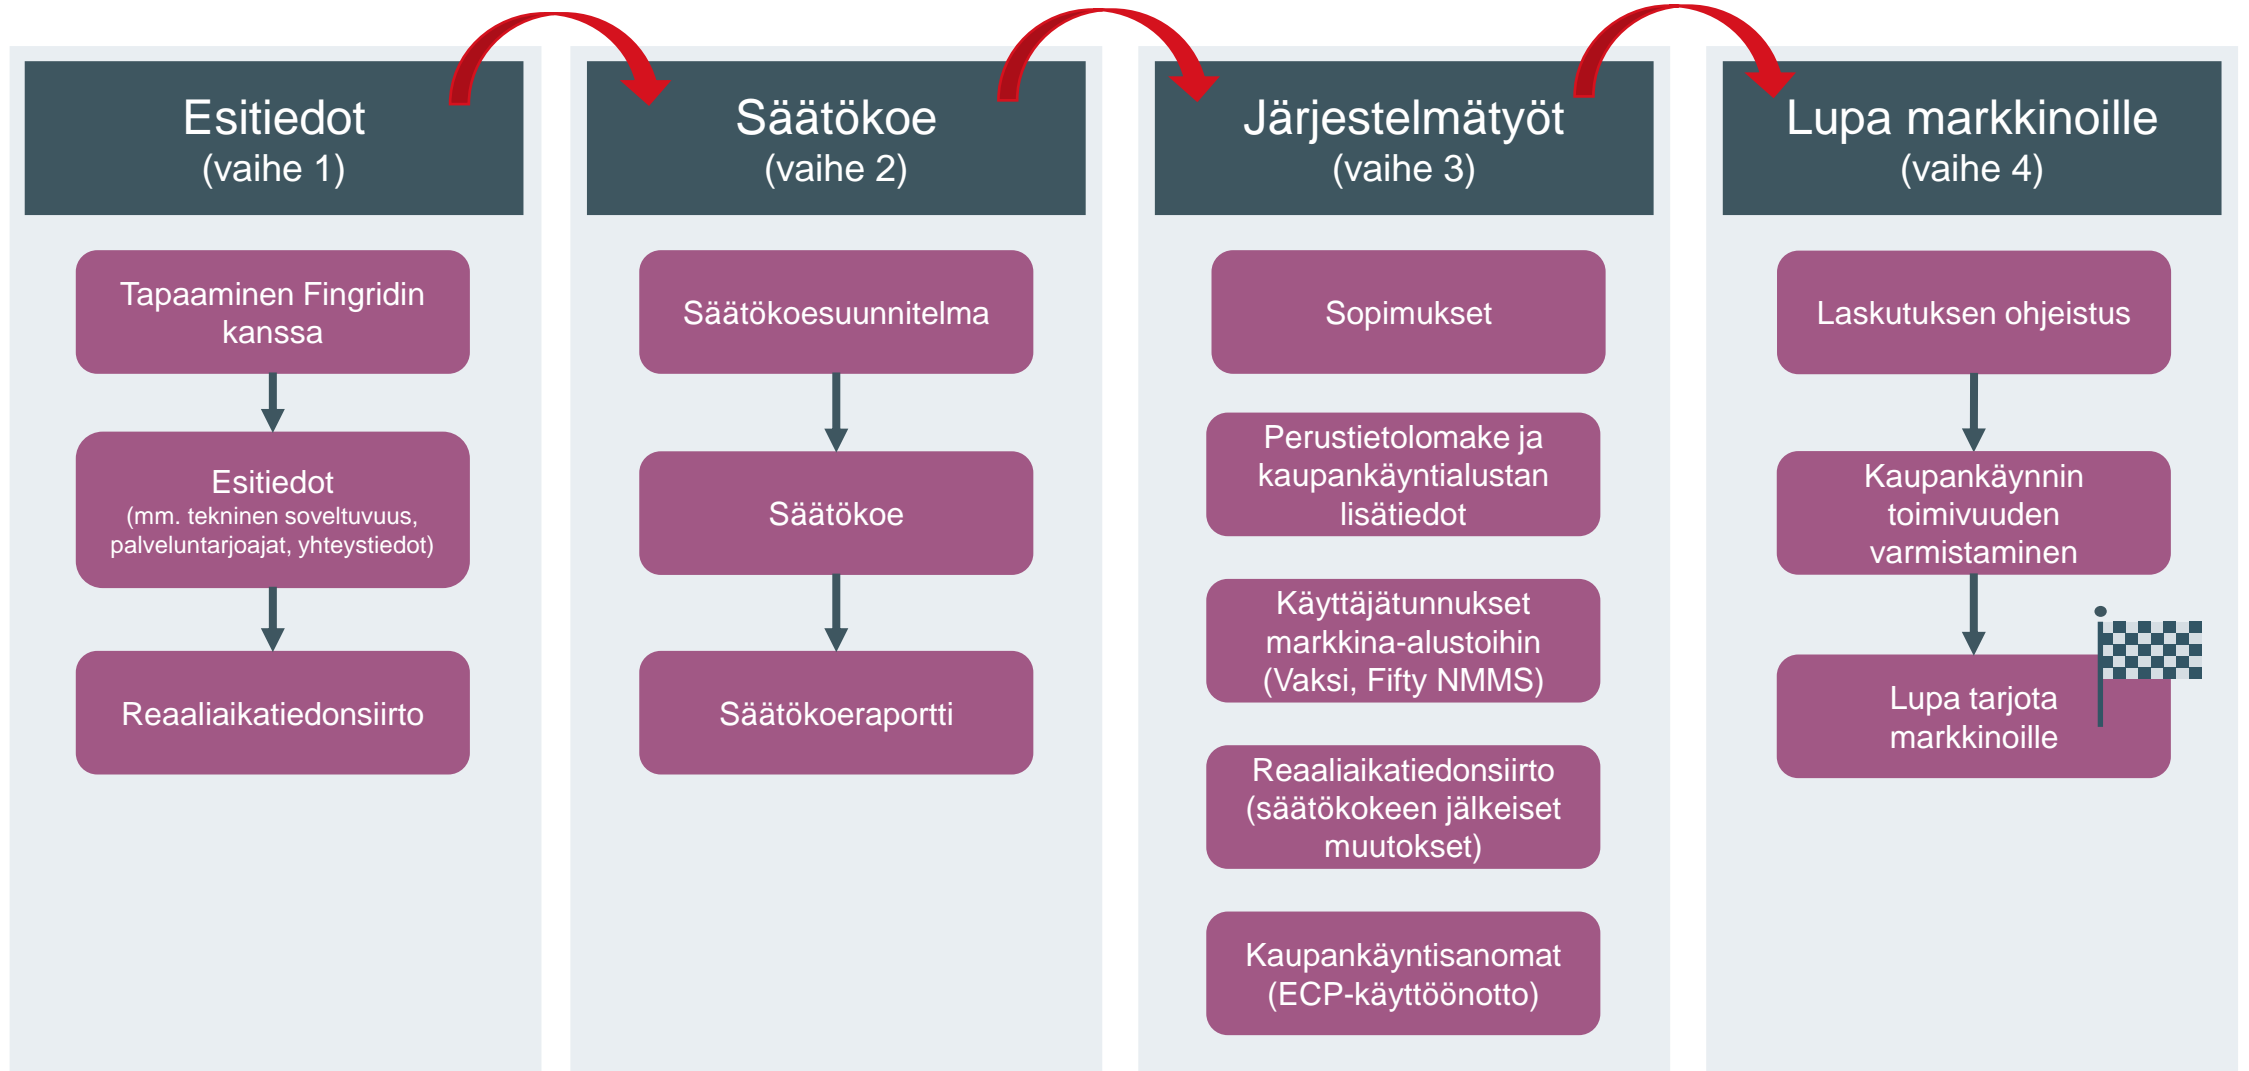 Esitiedot
(vaihe 1)
Tapaaminen Fingridin
kanssa
Esitiedot
(mm. tekninen soveltuvuus,
palveluntarjoajat, yhteystiedot)
Reaaliaikatiedonsiirto
Säätökoe
(vaihe 2)
Säätökoesuunnitelma
Säätökoe
Säätökoeraportti
Järjestelmätyöt
(vaihe 3)
Sopimukset
Perustietolomake ja
kaupankäyntialustan
lisätiedot
Käyttäjätunnukset
markkina-alustoihin
(Vaksi, Fifty NMMS)
Reaaliaikatiedonsiirto
(säätökokeen jälkeiset
muutokset)
Kaupankäyntisanomat
(ECP-käyttöönotto)
Lupa markkinoille
(vaihe 4)
Laskutuksen ohjeistus
Kaupankäynnin
toimivuuden
varmistaminen
Lupa tarjota
markkinoille